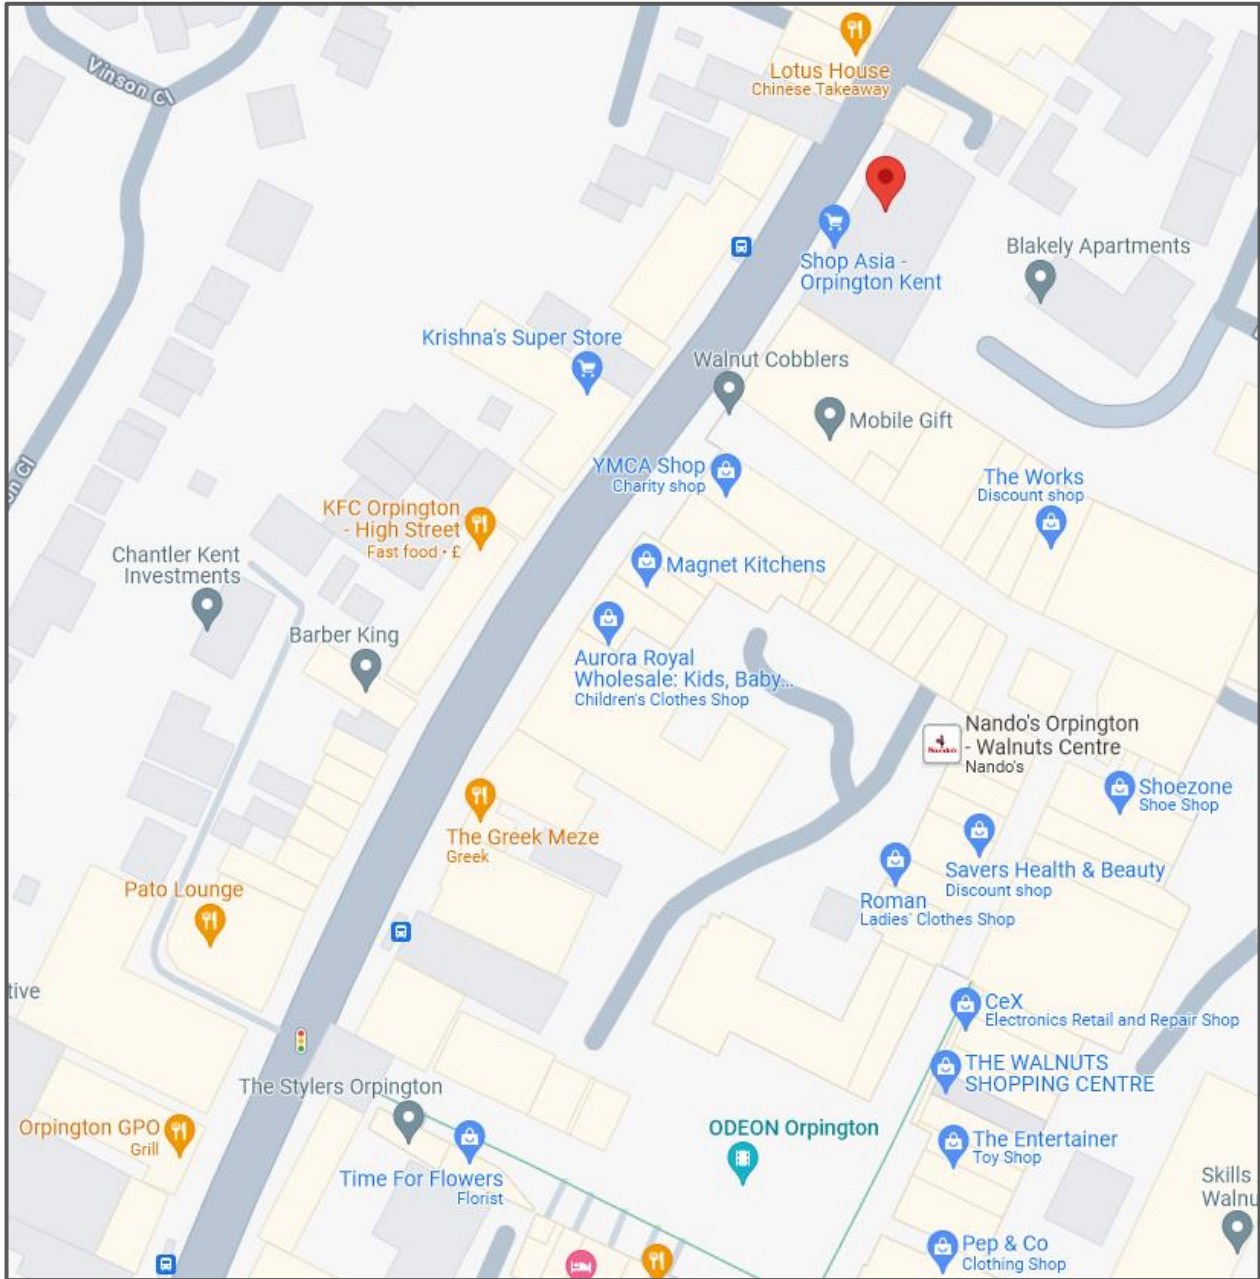 Vinson Cl
Lotus House
Chinese Takeaway
Shop Asia -
Orpington Kent
Blakely Apartments
Krishna's Super Store
Walnut Cobblers
Mobile Gift
YMCA Shop
Charity shop
The Works
Discount shop
KFC Orpington
- High Street
Fast food • £
Magnet Kitchens
Chantler Kent
Investments
on Cl
Barber King
Aurora Royal
Wholesale: Kids, Baby...
Children's Clothes Shop
Nando's
Nando's Orpington
- Walnuts Centre
Nando's
Shoezone
Shoe Shop
The Greek Meze
Greek
Savers Health & Beauty
Discount shop
Roman
Ladies' Clothes Shop
Pato Lounge
tive
CeX
Electronics Retail and Repair Shop
THE WALNUTS
SHOPPING CENTRE
The Stylers Orpington
Orpington GPO
Grill
ODEON Orpington
The Entertainer
Toy Shop
Time For Flowers
Florist
Skills
Walnu
Pep & Co
Clothing Shop